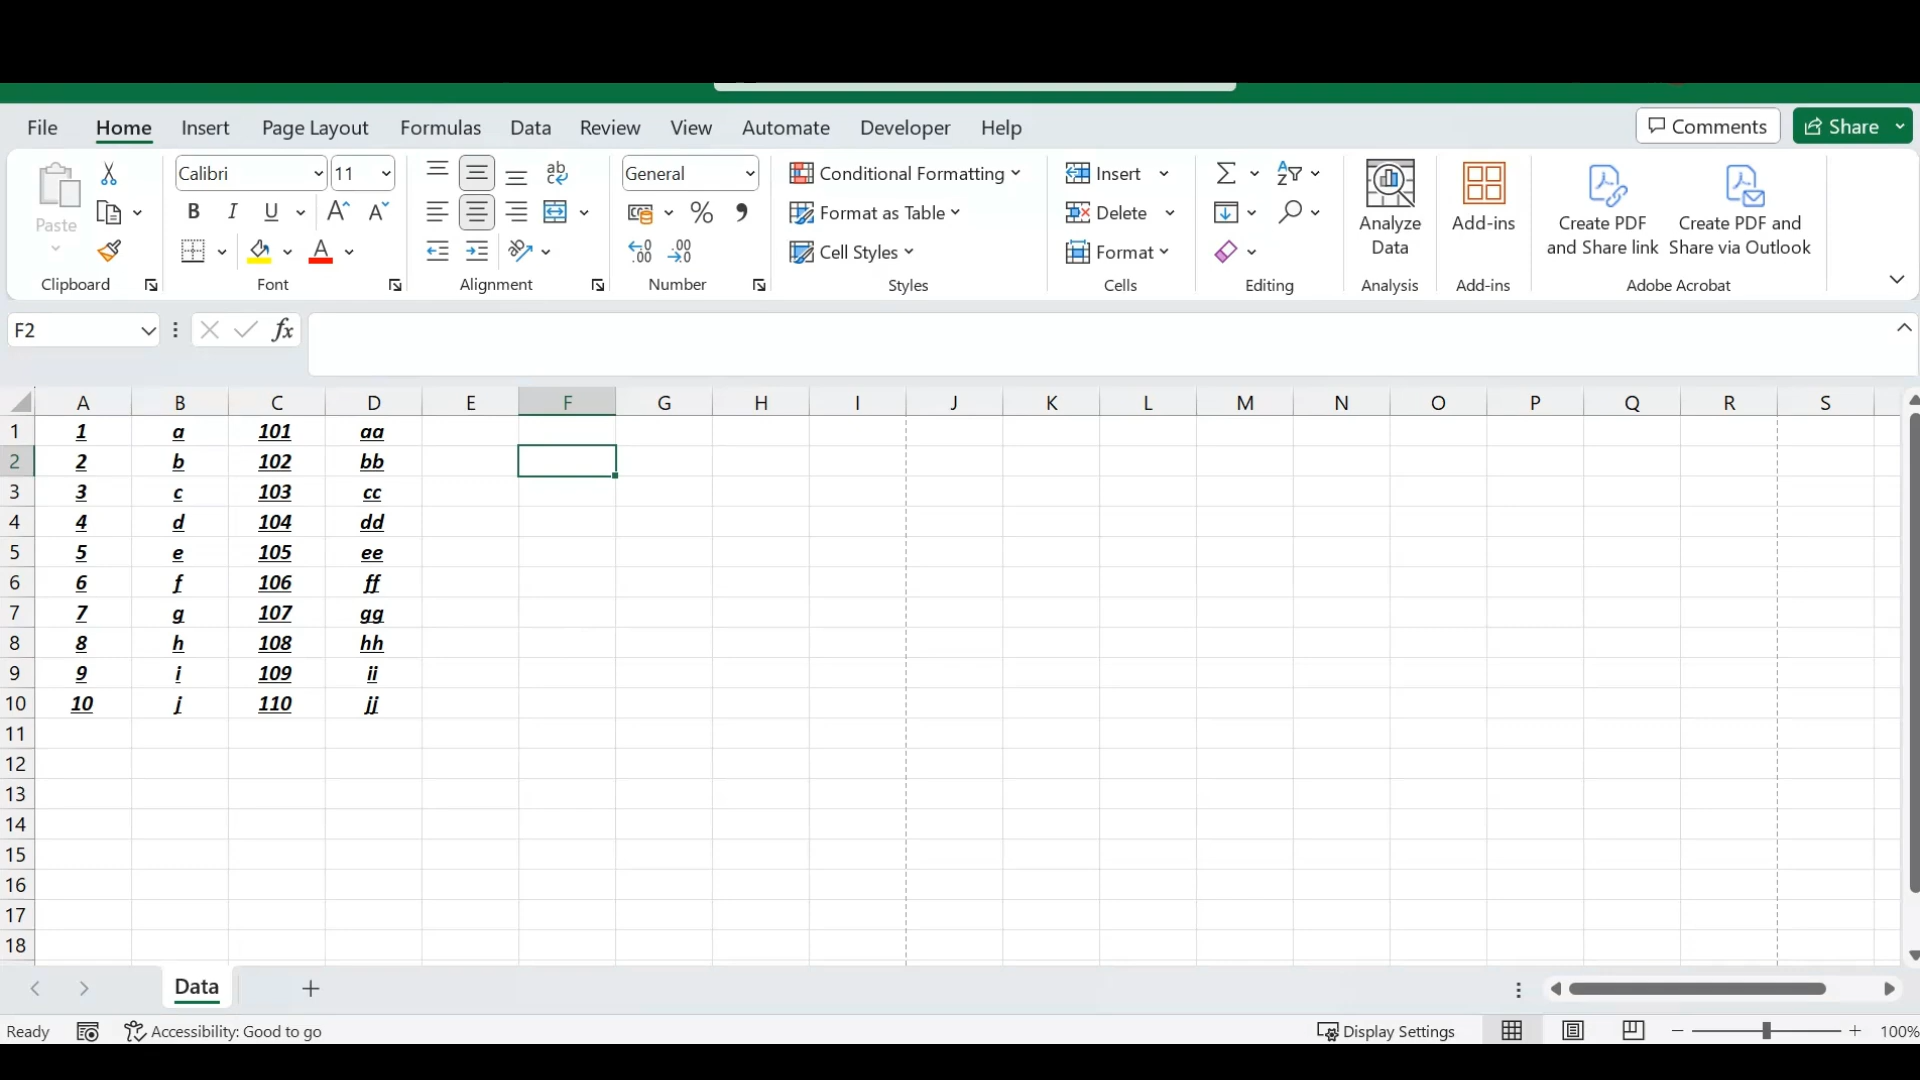 File Home Insert Page Layout Formulas Data Review View Automate Developer Help Comments Share
Paste
Clipboard
Calibri 11
B I U A A
A
Font
ab
c
Alignment
General
% 9
.00 .00
Number
Conditional Formatting
Format as Table
Cell Styles
Styles
Insert
Delete
Format
Cells
Σ A
Z
Editing
Analyze
Data
Analysis
Add-ins
Add-ins
Create PDF
and Share link
Create PDF and
Share via Outlook
Adobe Acrobat
F2 fx
A B C D E F G H I J K L M N O P Q R S
1 1 a 101 aa
2 2 b 102 bb
3 3 c 103 cc
4 4 d 104 dd
5 5 e 105 ee
6 6 f 106 ff
7 7 g 107 gg
8 8 h 108 hh
9 9 i 109 ii
10 10 j 110 jj
11
12
13
14
15
16
17
18
Data +
Ready Accessibility: Good to go Display Settings − + 100%